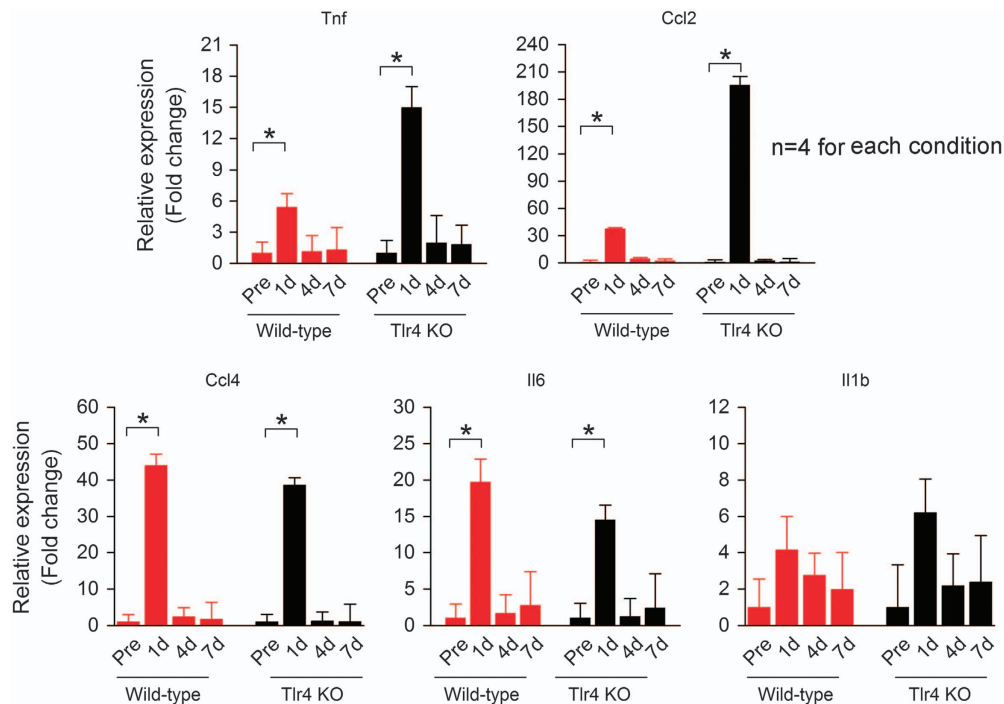 Tnf
Ccl2
Relative expression
(Fold change)
21
18
15
12
9
6
3
0
*
*
Pre 1d 4d 7d Pre 1d 4d 7d
Wild-type Tlr4 KO
240
210
180
150
120
90
60
30
0
*
*
Pre 1d 4d 7d Pre 1d 4d 7d
Wild-type Tlr4 KO
n=4 for each condition
Ccl4
Il6
Il1b
Relative expression
(Fold change)
60
50
40
30
20
10
0
*
*
Pre 1d 4d 7d Pre 1d 4d 7d
Wild-type Tlr4 KO
30
25
20
15
10
5
0
*
*
Pre 1d 4d 7d Pre 1d 4d 7d
Wild-type Tlr4 KO
12
10
8
6
4
2
0
Pre 1d 4d 7d Pre 1d 4d 7d
Wild-type Tlr4 KO